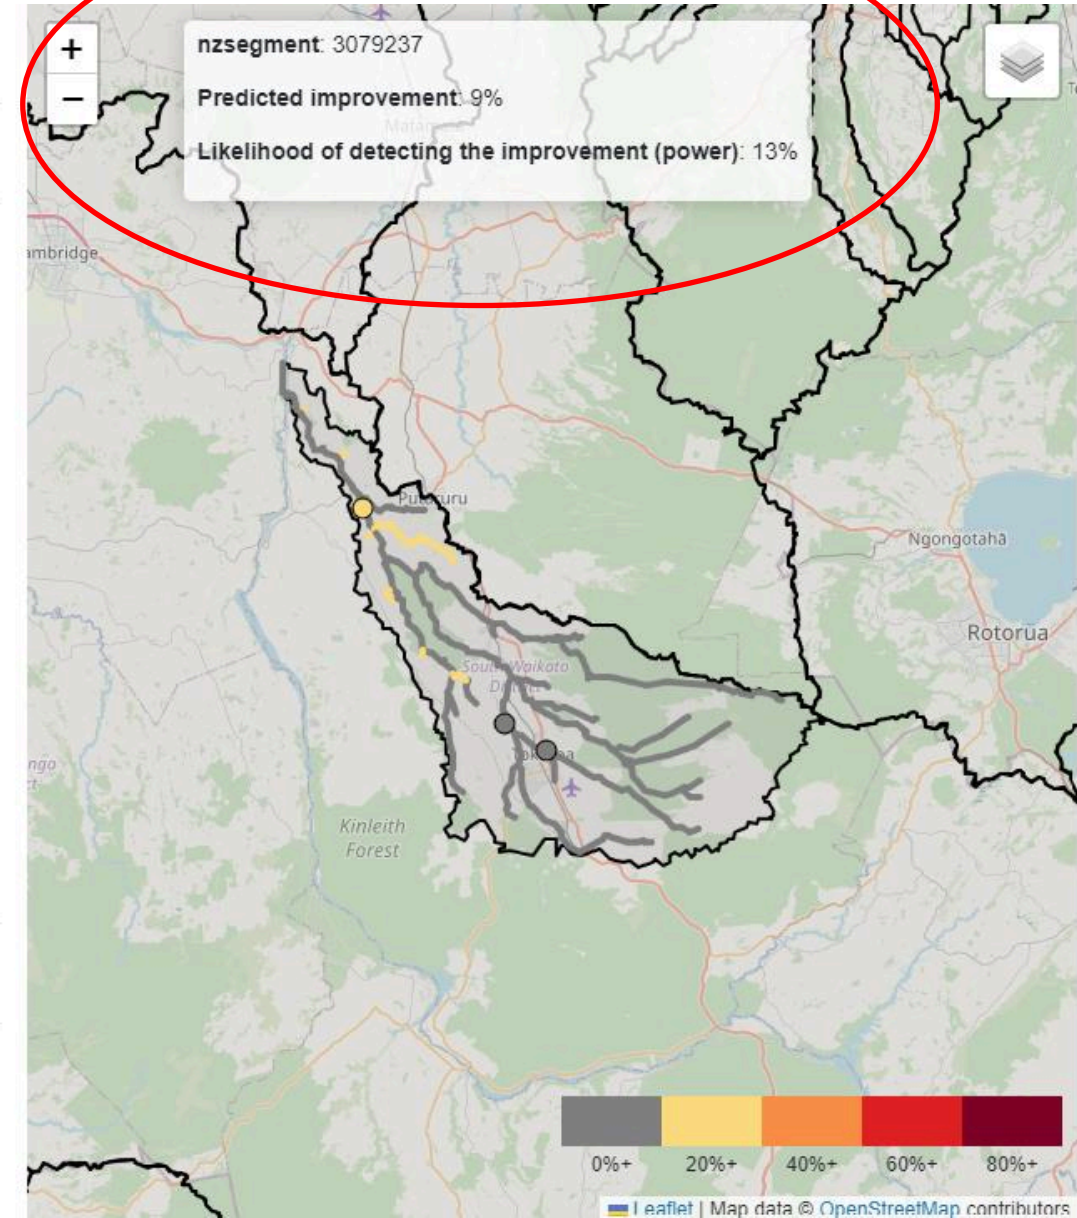 +
−
nzsegment: 3079237
Predicted improvement: 9%
Likelihood of detecting the improvement (power): 13%
ambridge
Putaruru
Ngongotahā
Rotorua
South Waikato
District
Kinleith
Forest
0%+ 20%+ 40%+ 60%+ 80%+
Leaflet | Map data © OpenStreetMap contributors